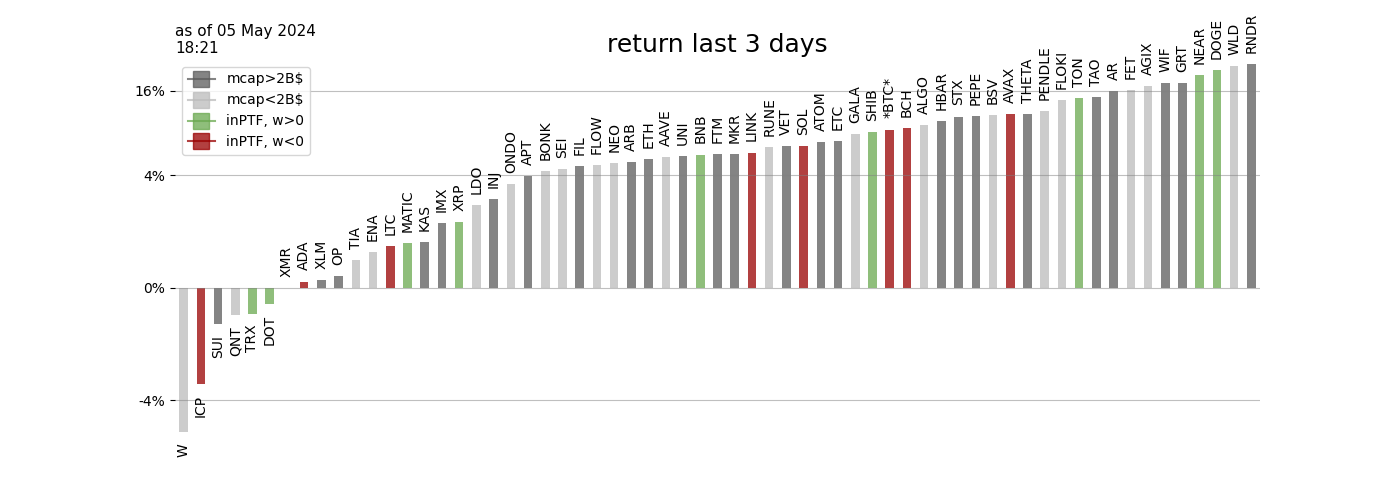 as of 05 May 2024
18:21
return last 3 days
mcap>2B$
mcap<2B$
inPTF, w>0
inPTF, w<0
16%
4%
0%
-4%
W
ICP
SUI
QNT
TRX
DOT
XMR
ADA
XLM
OP
TIA
ENA
LTC
MATIC
KAS
IMX
XRP
LDO
INJ
ONDO
APT
BONK
SEI
FIL
FLOW
NEO
ARB
ETH
AAVE
UNI
BNB
FTM
MKR
LINK
RUNE
VET
SOL
ATOM
ETC
GALA
SHIB
*BTC*
BCH
ALGO
HBAR
STX
PEPE
BSV
AVAX
THETA
PENDLE
FLOKI
TON
TAO
AR
FET
AGIX
WIF
GRT
NEAR
DOGE
WLD
RNDR